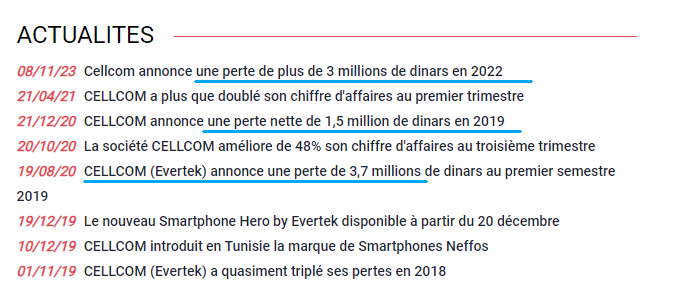 ACTUALITES
08/11/23 Cellcom annonce une perte de plus de 3 millions de dinars en 2022
21/04/21 CELLCOM a plus que doublé son chiffre d'affaires au premier trimestre
21/12/20 CELLCOM annonce une perte nette de 1,5 million de dinars en 2019
20/10/20 La société CELLCOM améliore de 48% son chiffre d'affaires au troisième trimestre
19/08/20 CELLCOM (Evertek) annonce une perte de 3,7 millions de dinars au premier semestre
2019
19/12/19 Le nouveau Smartphone Hero by Evertek disponible à partir du 20 décembre
10/12/19 CELLCOM introduit en Tunisie la marque de Smartphones Neffos
01/11/19 CELLCOM (Evertek) a quasiment triplé ses pertes en 2018